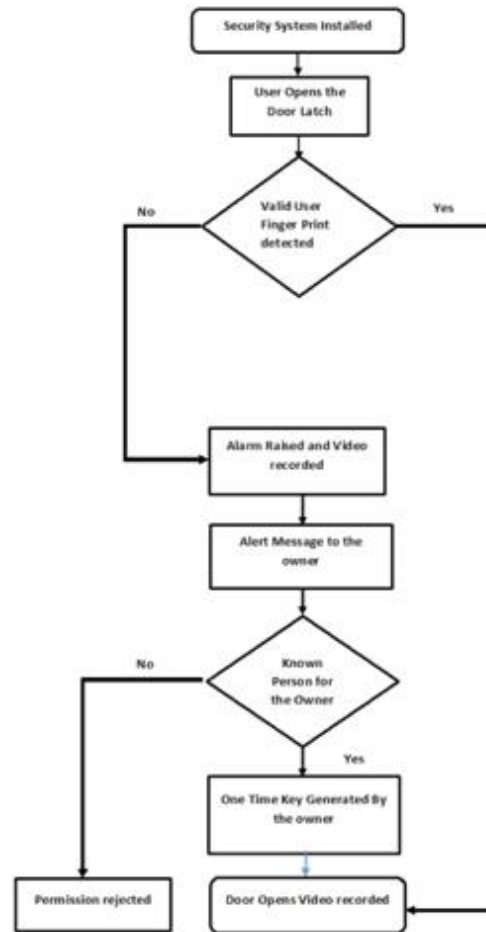 Security System Installed
User Opens the
Door Latch
No
Valid User
Finger Print
detected
Yes
Alarm Raised and Video
recorded
Alert Message to the
owner
No
Known
Person for
the Owner
Yes
One Time Key Generated By
the owner
Permission rejected
Door Opens Video recorded